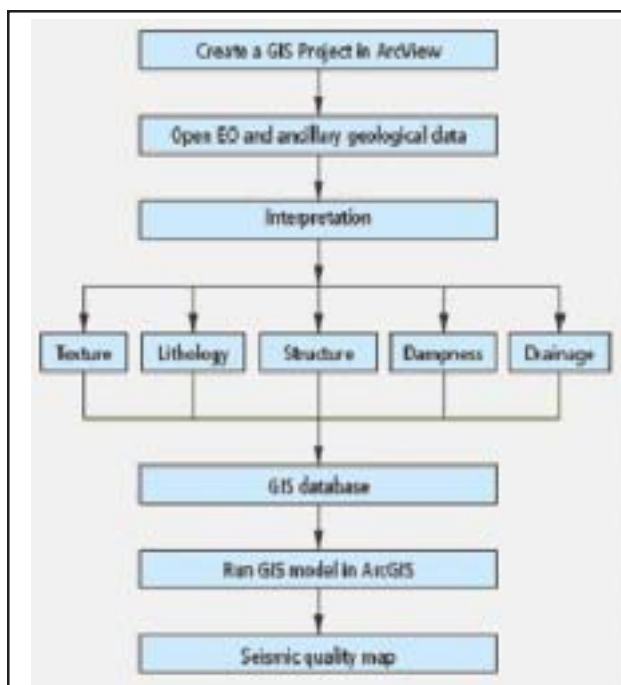 Create a GIS Project in ArcView
Open EO and ancillary geological data
Interpretation
Texture
Lithology
Structure
Dampness
Drainage
GIS database
Run GIS model in ArcGIS
Seismic quality map